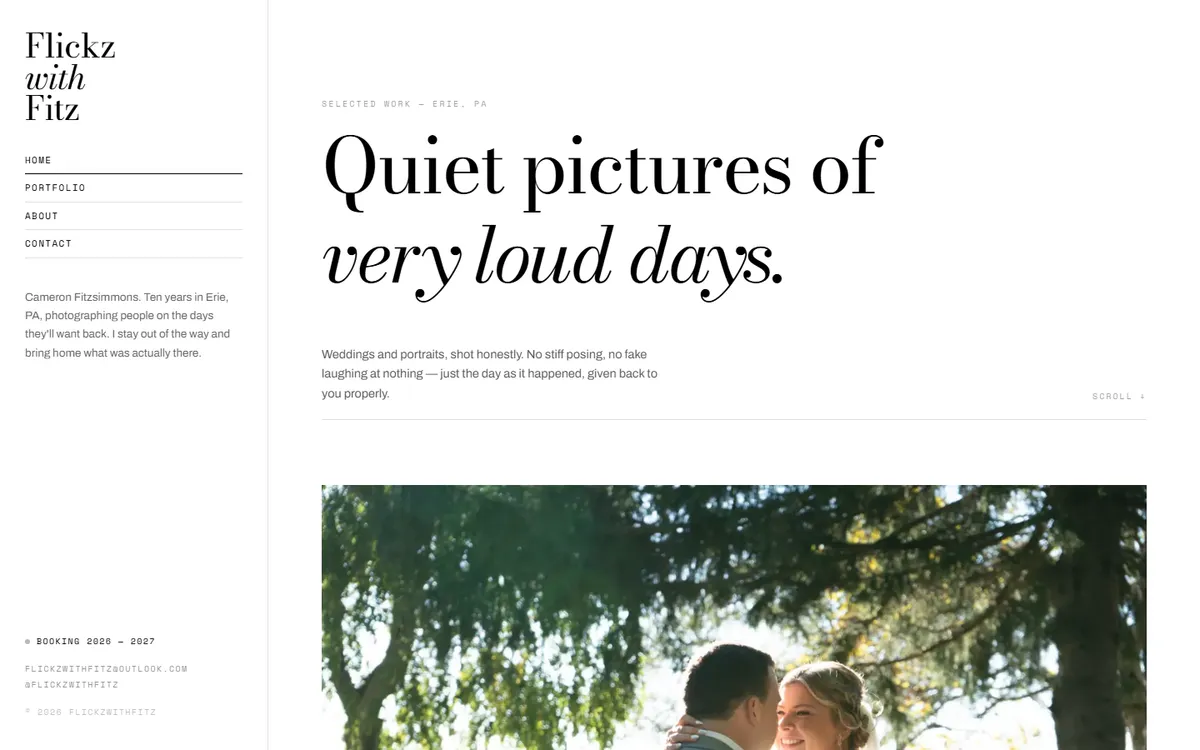 Flickz
with
Fitz
HOME
PORTFOLIO
ABOUT
CONTACT
Cameron Fitzsimmons. Ten years in Erie,
PA, photographing people on the days
they'll want back. I stay out of the way and
bring home what was actually there.
BOOKING 2026 — 2027
FLICKZWITHFITZ@OUTLOOK.COM
@FLICKZWITHFITZ
© 2026 FLICKZWITHFITZ
SELECTED WORK — ERIE, PA
Quiet pictures of
very loud days.
Weddings and portraits, shot honestly. No stiff posing, no fake
laughing at nothing — just the day as it happened, given back to
you properly.
SCROLL ↓